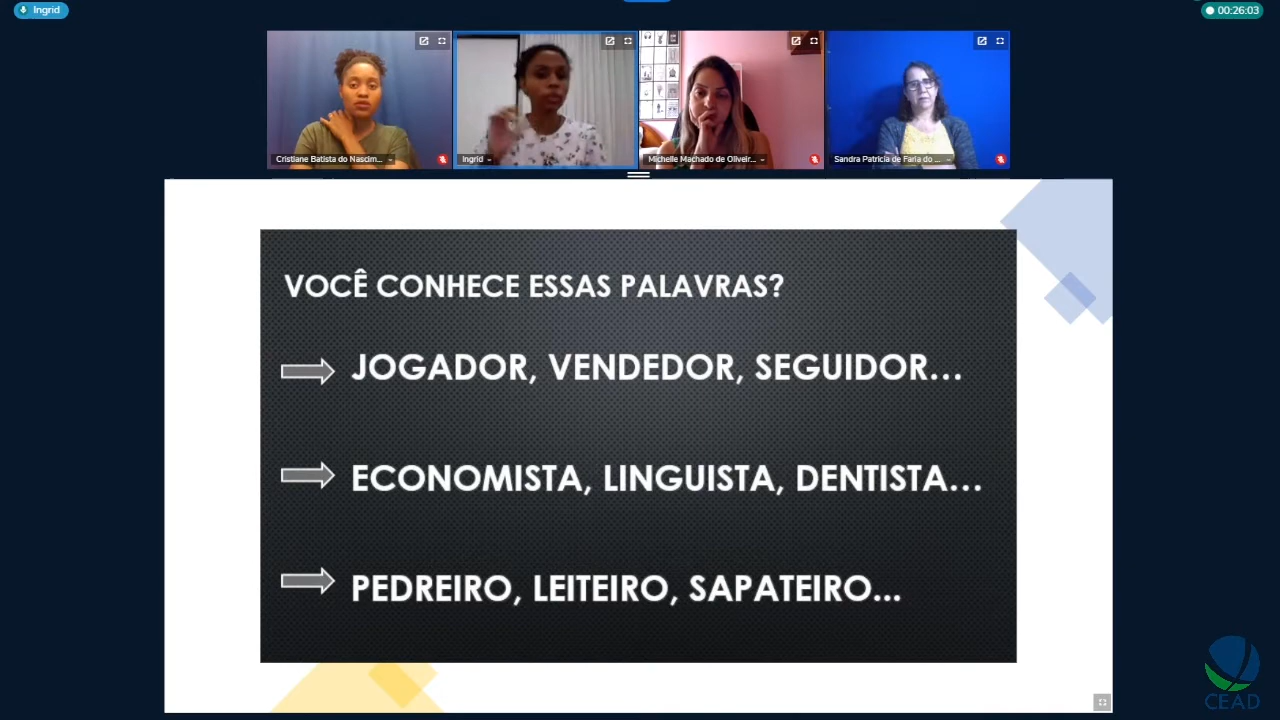 Ingrid
00:26:03
Cristiane Batista do Nascim...
Ingrid
Michelle Machado de Oliveir...
Sandra Patrícia de Faria do ...
VOCÊ CONHECE ESSAS PALAVRAS?
JOGADOR, VENDEDOR, SEGUIDOR...
ECONOMISTA, LINGUISTA, DENTISTA...
PEDREIRO, LEITEIRO, SAPATEIRO...
CEAD